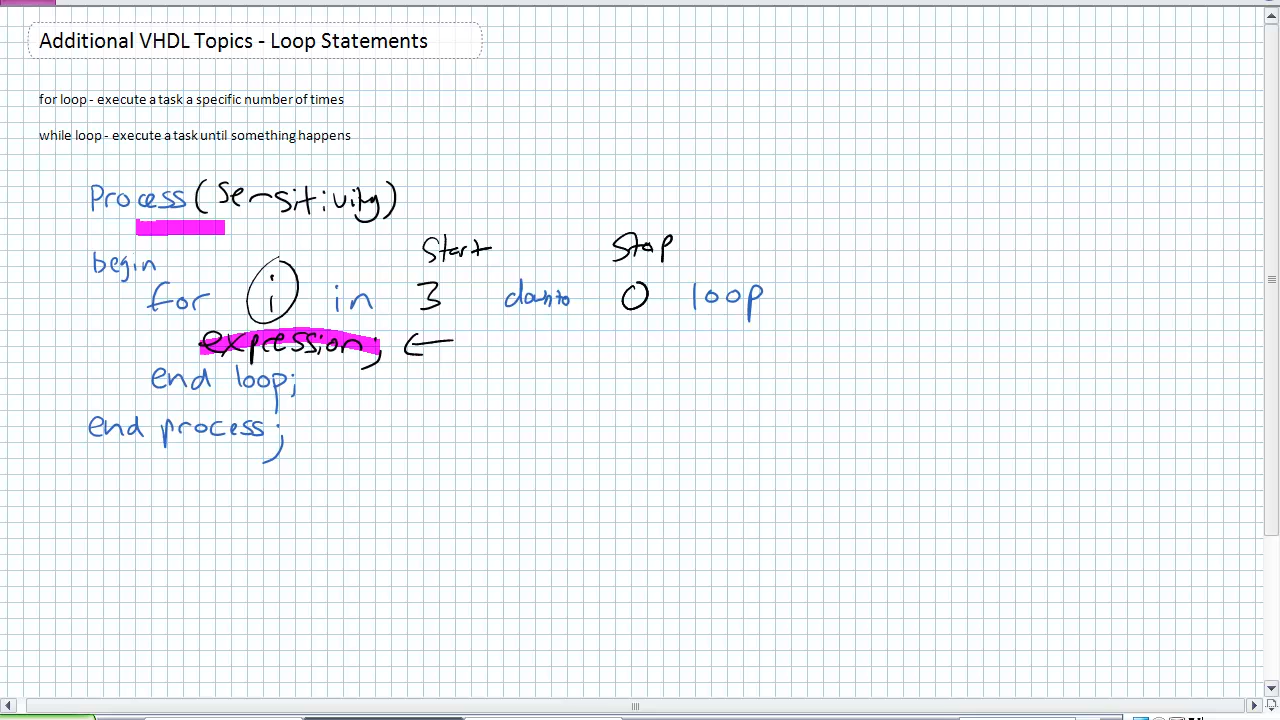 Additional VHDL Topics - Loop Statements
for loop - execute a task a specific number of times
while loop - execute a task until something happens
Process (Sensitivity)
begin
Start Stop
for i in 3 downto 0 loop
expression; ←
end loop;
end process;